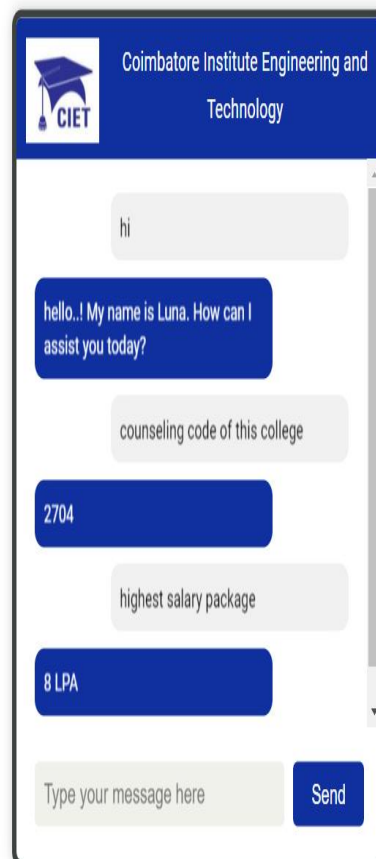 CIET
Coimbatore Institute Engineering and
Technology
hi
hello..! My name is Luna. How can I
assist you today?
counseling code of this college
2704
highest salary package
8 LPA
Type your message here
Send